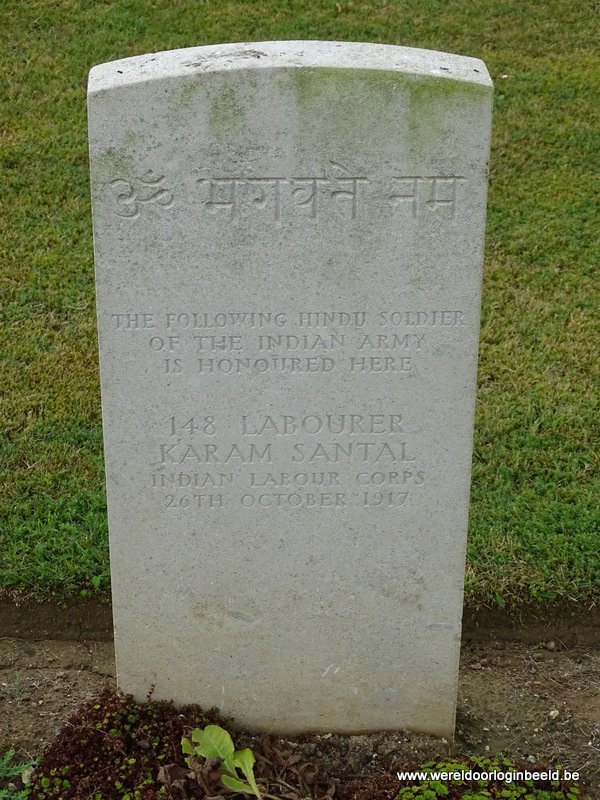 ॐ भगवते नम
THE FOLLOWING HINDU SOLDIER
OF THE INDIAN ARMY
IS HONOURED HERE
148 LABOURER
KARAM SANTAL
INDIAN LABOUR CORPS
26TH OCTOBER 1917
www.wereldoorloginbeeld.be